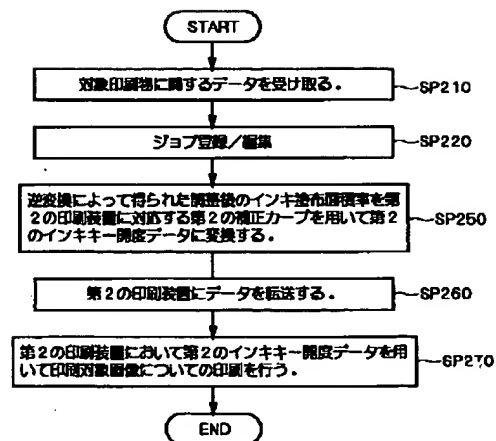 START
対象印刷物に関するデータを受け取る.
SP210
ジョブ登録/編集
SP220
逆変換によって得られた調整後のインキ塗布面積率を第
2の印刷装置に対応する第2の補正カーブを用いて第2
のインキキー開度データに変換する.
SP250
第2の印刷装置にデータを転送する.
SP260
第2の印刷装置において第2のインキキー開度データを用
いて印刷対象画像についての印刷を行う.
SP270
END